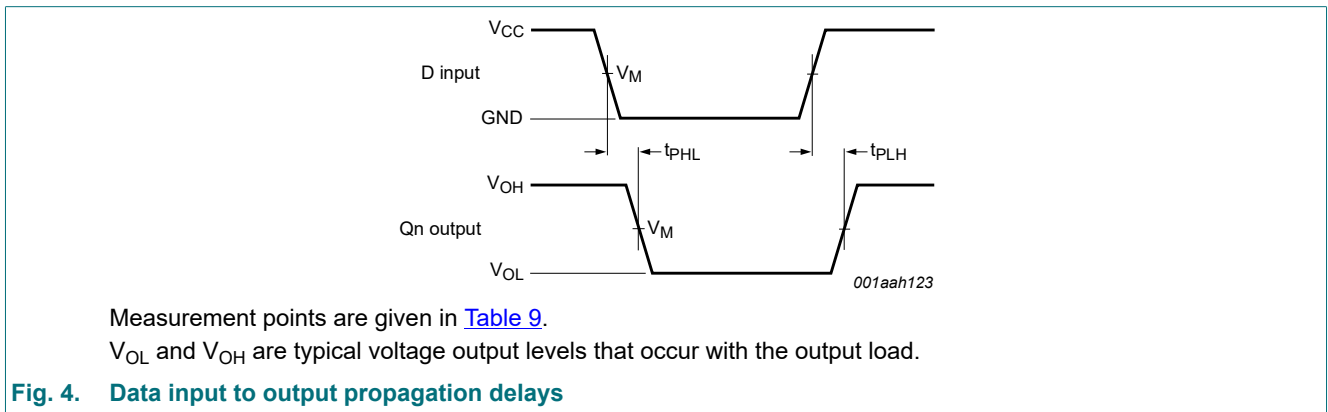 VCC
D input
VM
GND
tPHL
tPLH
VOH
Qn output
VM
VOL
001aah123
Measurement points are given in Table 9.
VOL and VOH are typical voltage output levels that occur with the output load.
Fig. 4. Data input to output propagation delays